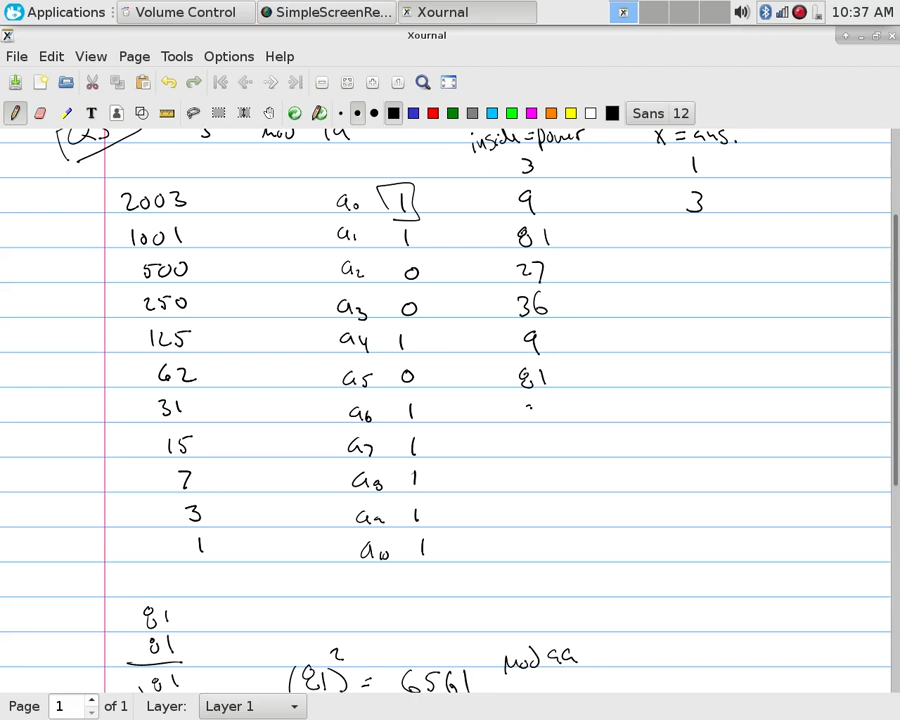 Applications Volume Control SimpleScreenRe... Xournal 10:37 AM
Xournal
File Edit View Page Tools Options Help
Sans 12
3 mod
inside=power x = ans.
3 1
2003 a0 1 9 3
1001 a1 1 81
500 a2 0 27
250 a3 0 36
125 a4 1 9
62 a5 0 81
31 a6 1
15 a7 1
7 a8 1
3 a9 1
1 a10 1
81
81
181 (81)2 = 6561 mod 99
Page 1 of 1 Layer: Layer 1